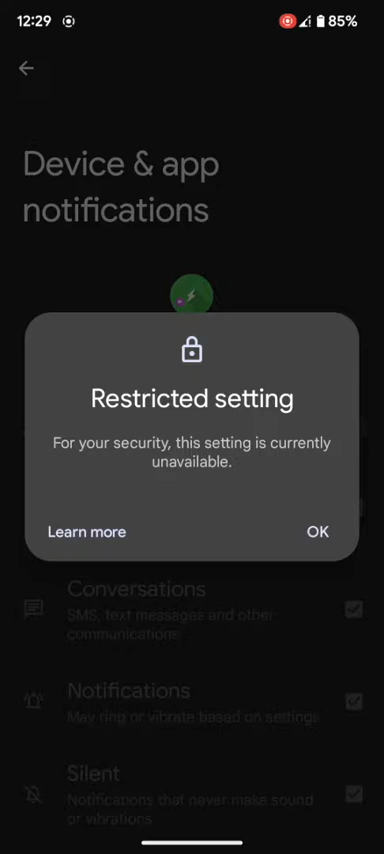 12:29
85%
Device & app
notifications
Restricted setting
For your security, this setting is currently
unavailable.
Learn more
OK
Conversations
SMS, text messages and other
communications
Notifications
May ring or vibrate based on settings
Silent
Notifications that never make sound
or vibrations